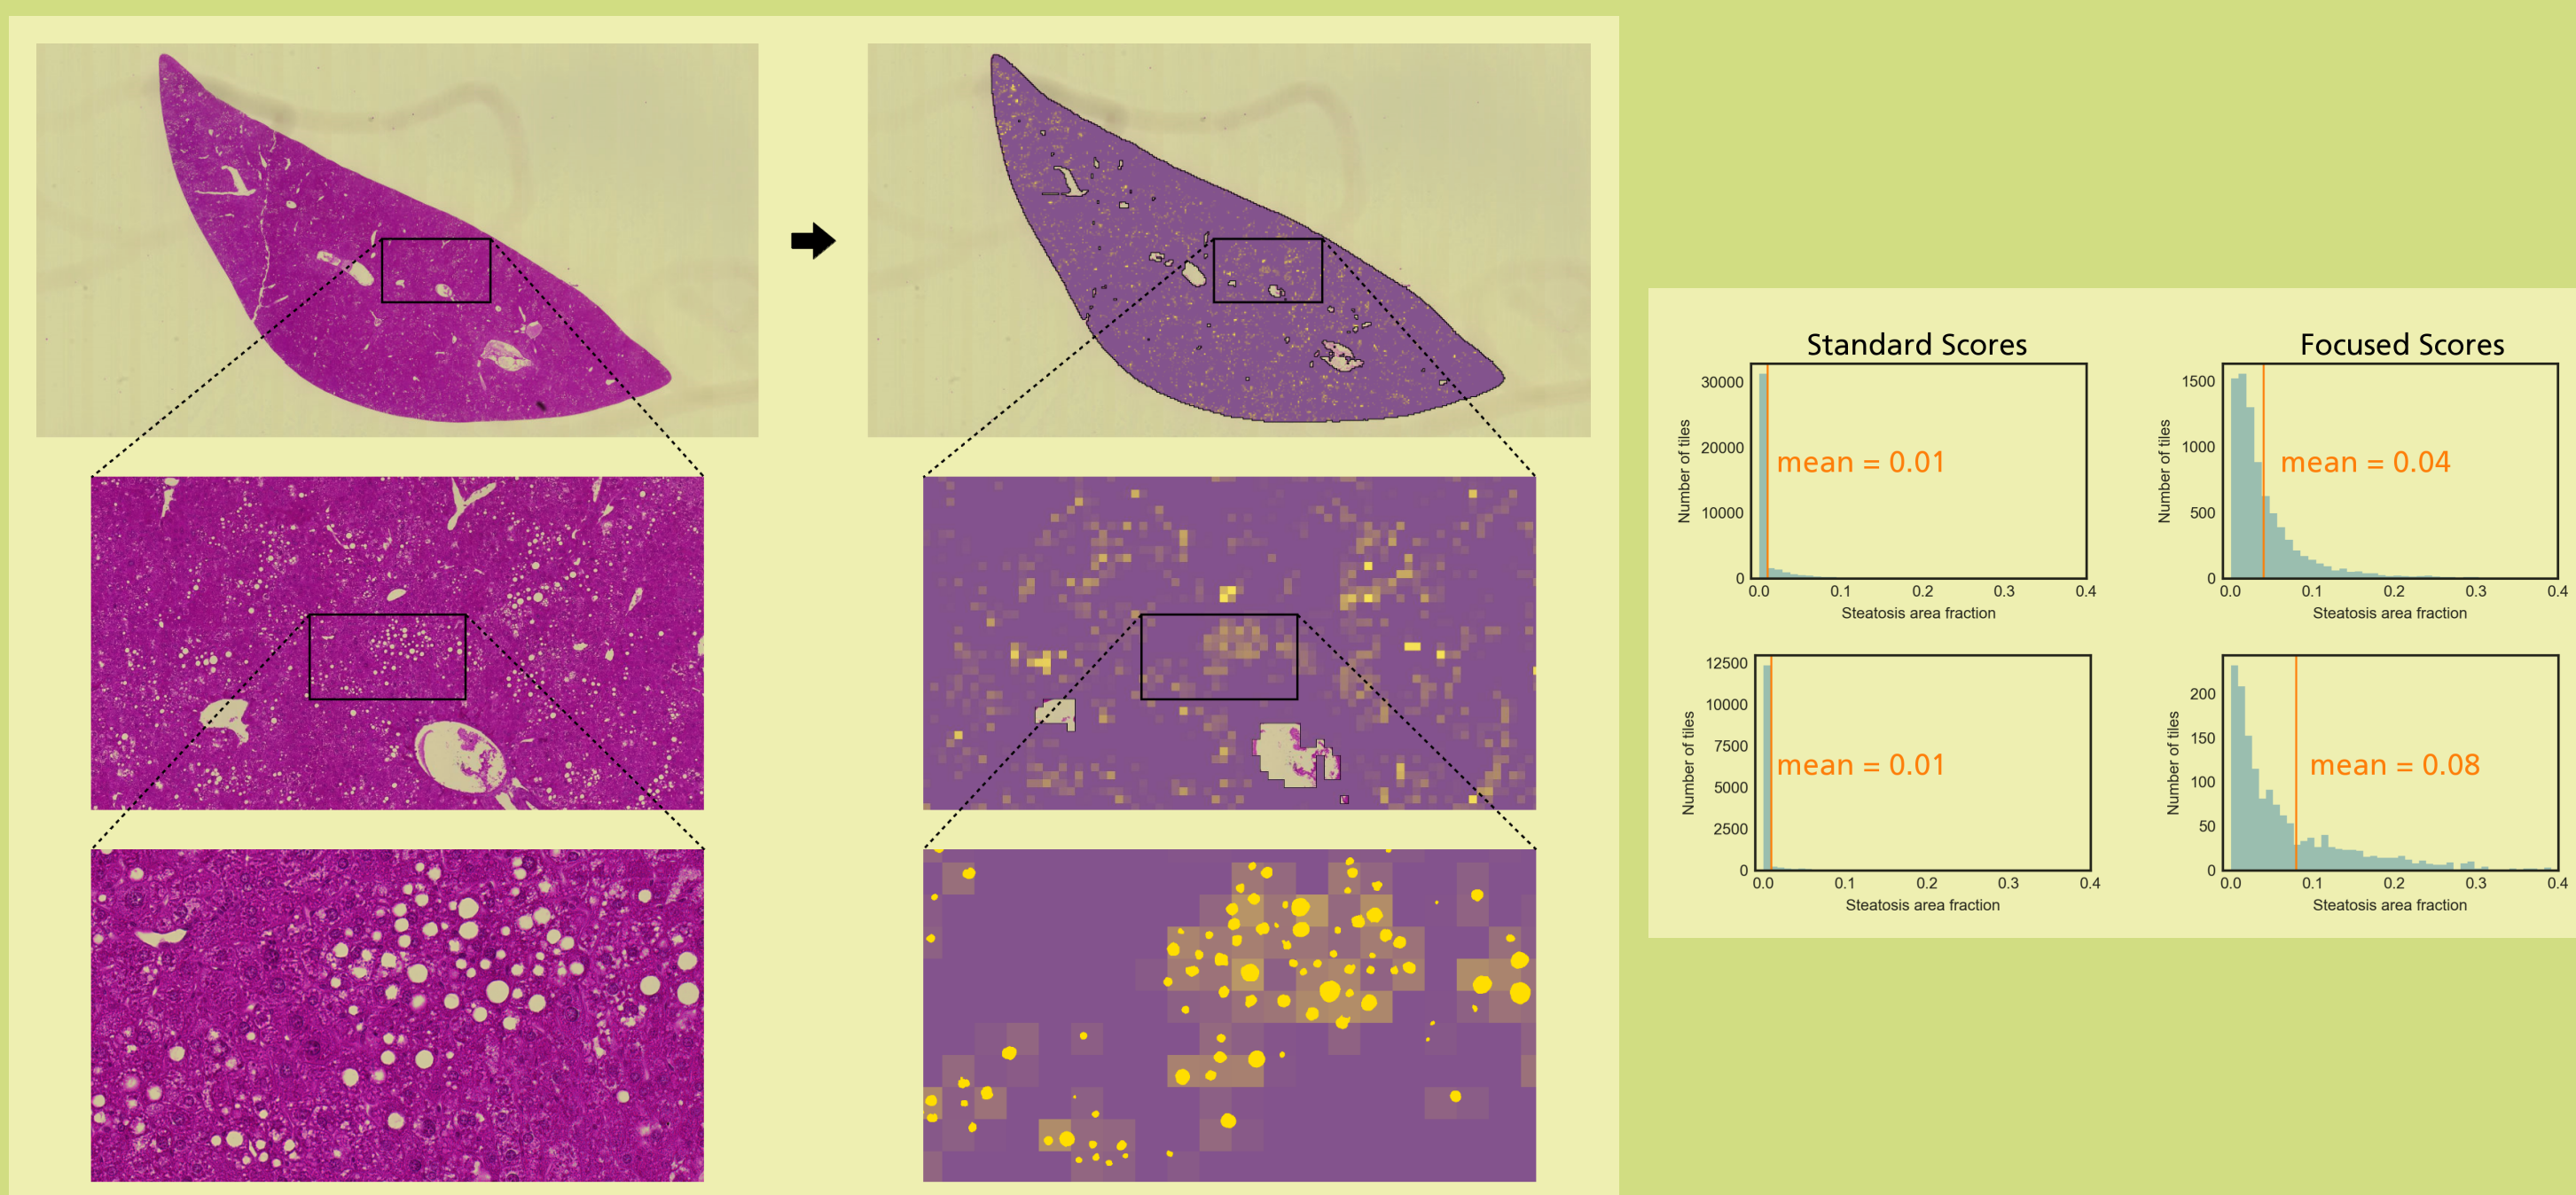 Standard Scores
Focused Scores
30000
20000
10000
0
Number of tiles
mean = 0.01
0.0 0.1 0.2 0.3 0.4
Steatosis area fraction
1500
1000
500
0
Number of tiles
mean = 0.04
0.0 0.1 0.2 0.3 0.4
Steatosis area fraction
12500
10000
7500
5000
2500
0
Number of tiles
mean = 0.01
0.0 0.1 0.2 0.3 0.4
Steatosis area fraction
200
150
100
50
0
Number of tiles
mean = 0.08
0.0 0.1 0.2 0.3 0.4
Steatosis area fraction